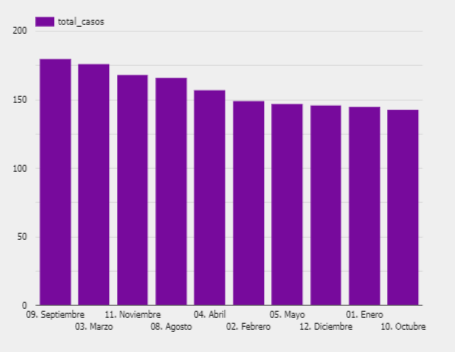 total_casos
200
150
100
50
0
09. Septiembre
11. Noviembre
04. Abril
05. Mayo
01. Enero
03. Marzo
08. Agosto
02. Febrero
12. Diciembre
10. Octubre